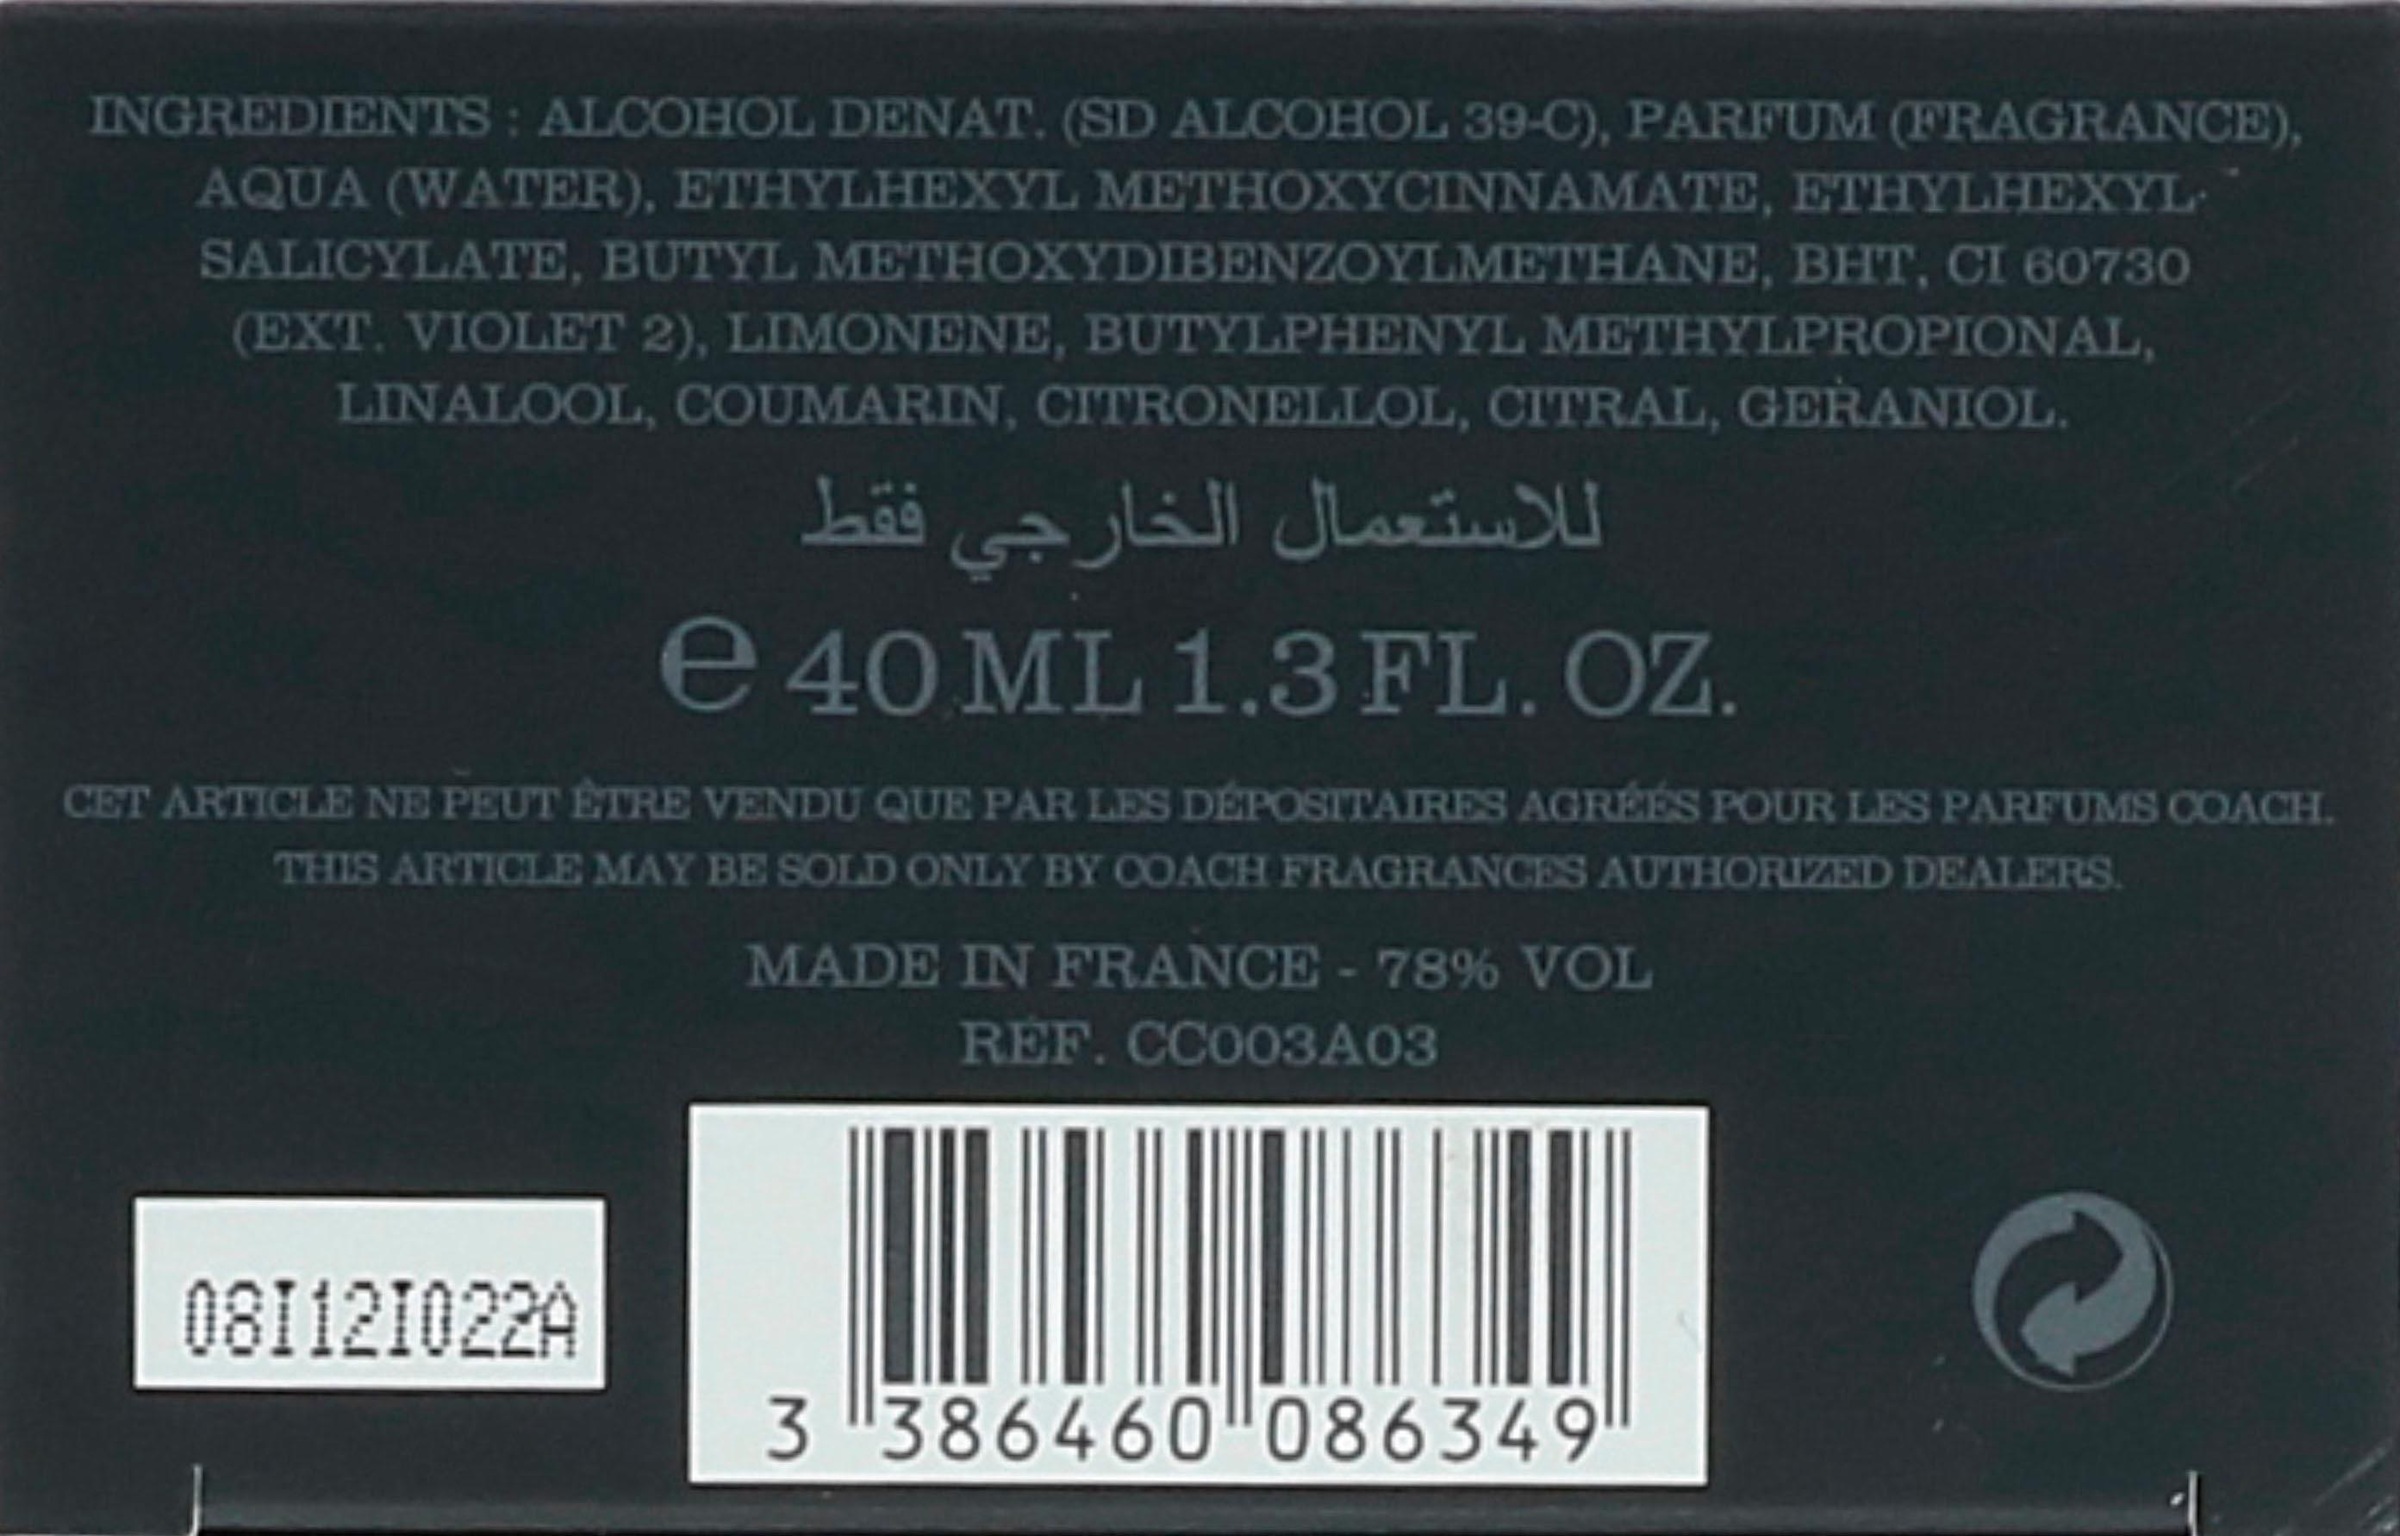 INGREDIENTS : ALCOHOL DENAT. (SD ALCOHOL 39-C), PARFUM (FRAGRANCE),
AQUA (WATER), ETHYLHEXYL METHOXYCINNAMATE, ETHYLHEXYL
SALICYLATE, BUTYL METHOXYDIBENZOYLMETHANE, BHT, CI 60730
(EXT. VIOLET 2), LIMONENE, BUTYLPHENYL METHYLPROPIONAL,
LINALOOL, COUMARIN, CITRONELLOL, CITRAL, GERANIOL.
للاستعمال الخارجي فقط
e 40 ML 1.3 FL. OZ.
CET ARTICLE NE PEUT ÊTRE VENDU QUE PAR LES DÉPOSITAIRES AGRÉÉS POUR LES PARFUMS COACH.
THIS ARTICLE MAY BE SOLD ONLY BY COACH FRAGRANCES AUTHORIZED DEALERS.
MADE IN FRANCE - 78% VOL
RÉF. CC003A03
08I12I022A
3 386460 086349